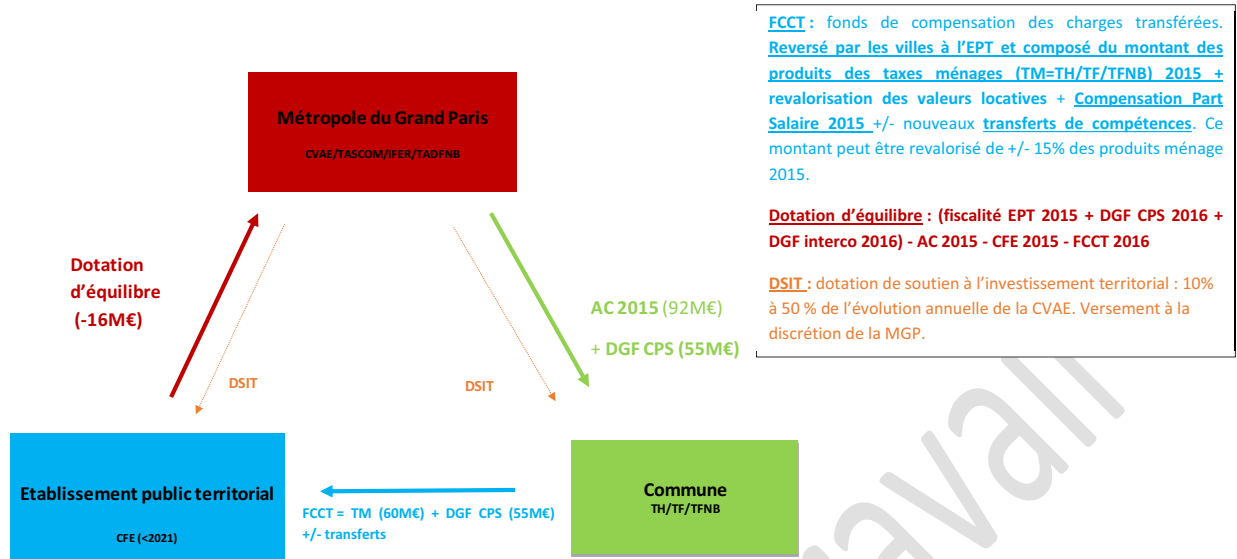 FCCT : fonds de compensation des charges transférées.
Reversé par les villes à l'EPT et composé du montant des
produits des taxes ménages (TM=TH/TF/TFNB) 2015 +
revalorisation des valeurs locatives + Compensation Part
Salaire 2015 +/- nouveaux transferts de compétences. Ce
montant peut être revalorisé de +/- 15% des produits ménage
2015.
Dotation d'équilibre : (fiscalité EPT 2015 + DGF CPS 2016 +
DGF interco 2016) - AC 2015 - CFE 2015 - FCCT 2016
DSIT : dotation de soutien à l'investissement territorial : 10%
à 50 % de l'évolution annuelle de la CVAE. Versement à la
discrétion de la MGP.
Métropole du Grand Paris
CVAE/TASCOM/IFER/TADFNB
Dotation
d'équilibre
(-16M€)
AC 2015 (92M€)
+ DGF CPS (55M€)
DSIT
DSIT
Etablissement public territorial
CFE (<2021)
FCCT = TM (60M€) + DGF CPS (55M€)
+/- transferts
Commune
TH/TF/TFNB